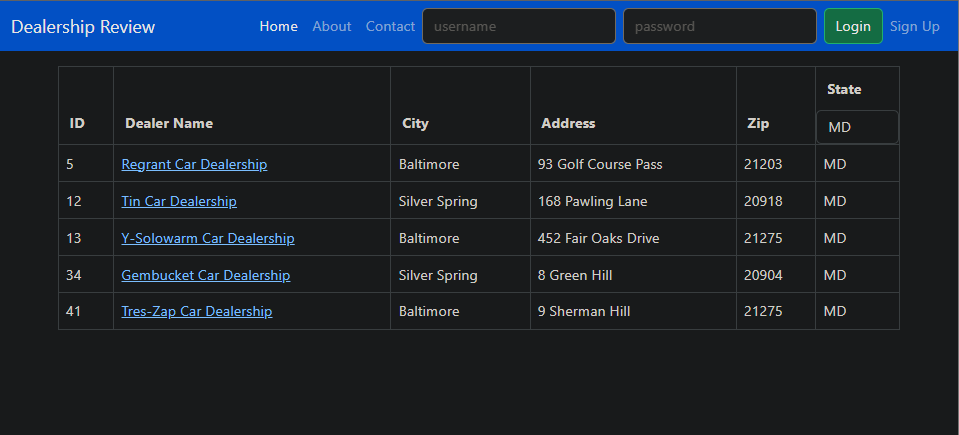 Dealership Review Home About Contact username password Login Sign Up
State
ID Dealer Name City Address Zip MD
5 Regrant Car Dealership Baltimore 93 Golf Course Pass 21203 MD
12 Tin Car Dealership Silver Spring 168 Pawling Lane 20918 MD
13 Y-Solowarm Car Dealership Baltimore 452 Fair Oaks Drive 21275 MD
34 Gembucket Car Dealership Silver Spring 8 Green Hill 20904 MD
41 Tres-Zap Car Dealership Baltimore 9 Sherman Hill 21275 MD